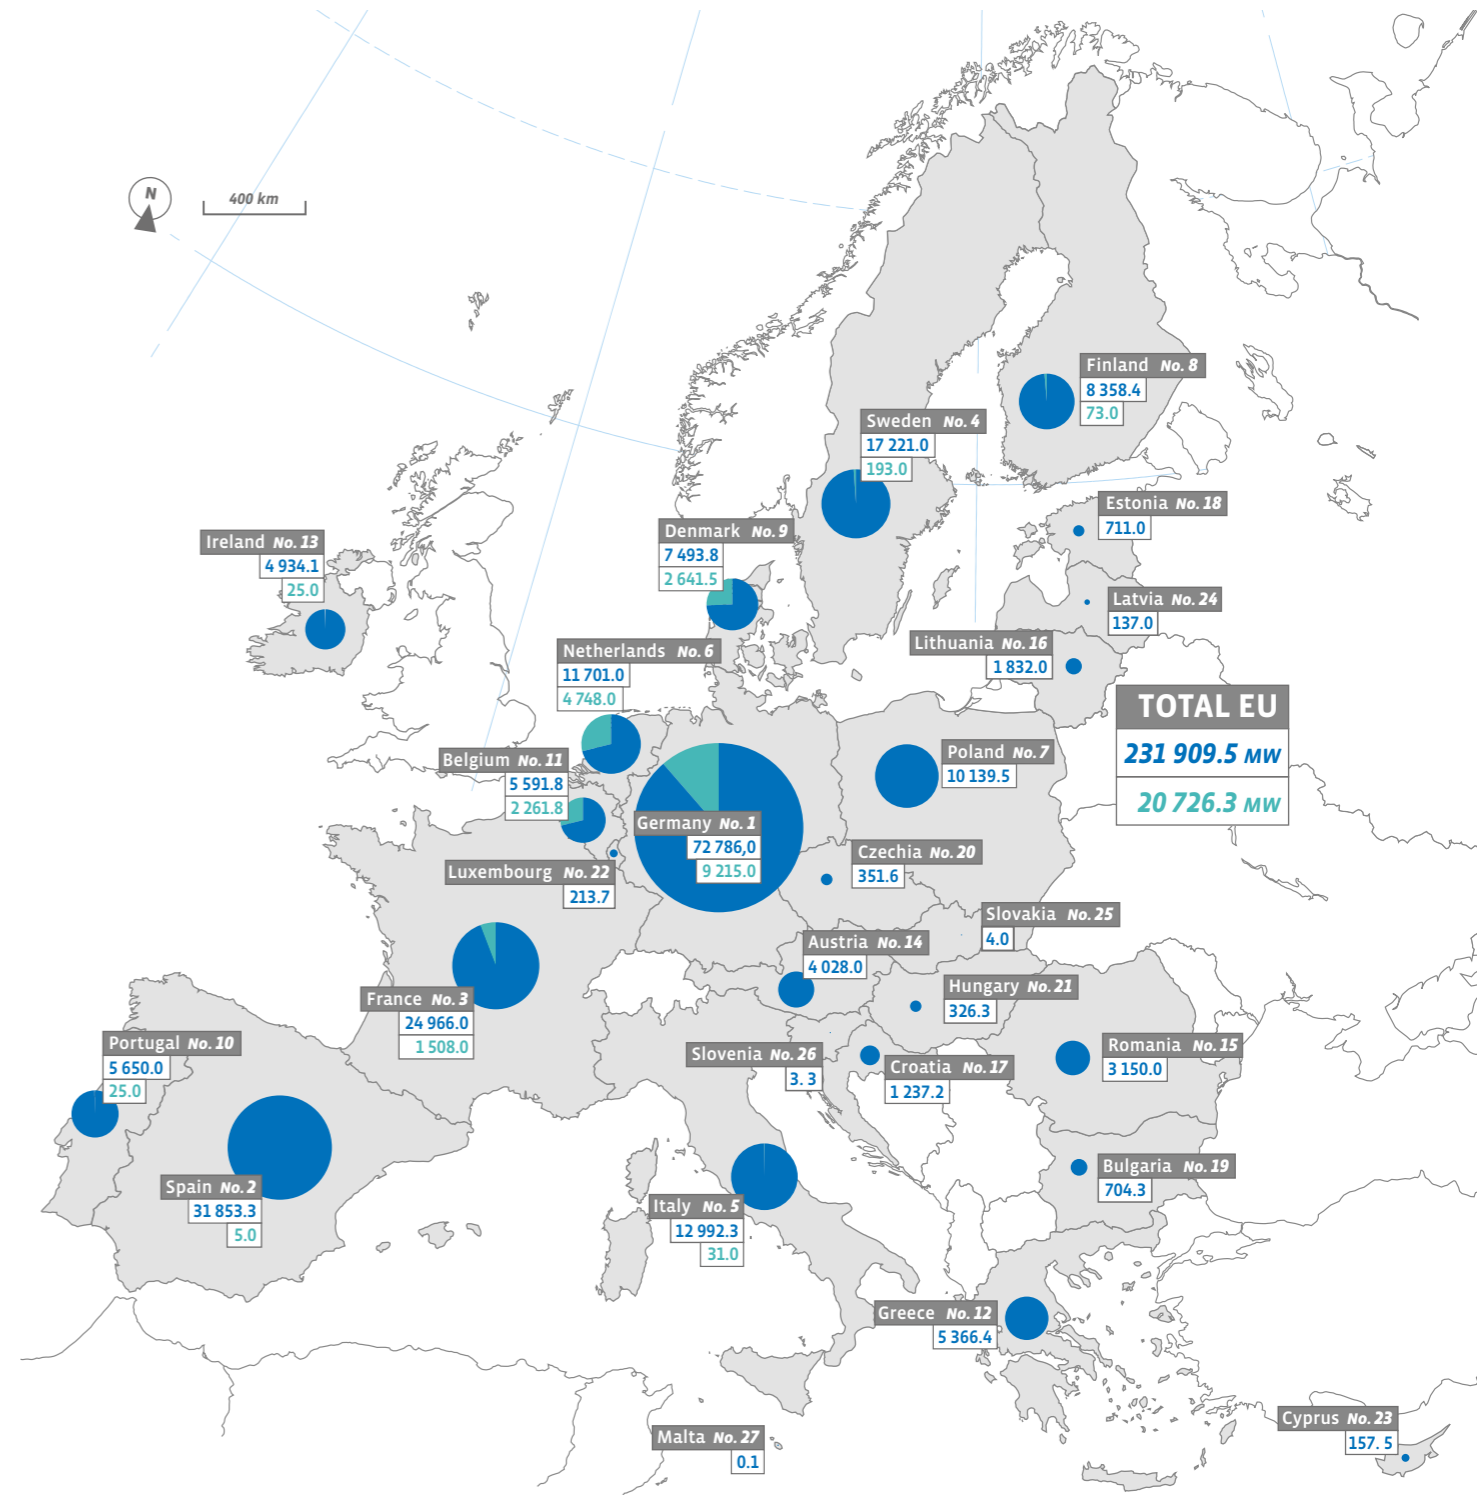 N
400 km
Finland No. 8
8 358.4
73.0
Sweden No. 4
17 221.0
193.0
Estonia No. 18
711.0
Denmark No. 9
7 493.8
2 641.5
Ireland No. 13
4 934.1
25.0
Latvia No. 24
137.0
Lithuania No. 16
1 832.0
Netherlands No. 6
11 701.0
4 748.0
TOTAL EU
231 909.5 MW
20 726.3 MW
Poland No. 7
10 139.5
Belgium No. 11
5 591.8
2 261.8
Germany No. 1
72 786,0
9 215.0
Czechia No. 20
351.6
Luxembourg No. 22
213.7
Slovakia No. 25
4.0
Austria No. 14
4 028.0
Hungary No. 21
326.3
France No. 3
24 966.0
1 508.0
Portugal No. 10
5 650.0
25.0
Slovenia No. 26
3. 3
Croatia No. 17
1 237.2
Romania No. 15
3 150.0
Bulgaria No. 19
704.3
Spain No. 2
31 853.3
5.0
Italy No. 5
12 992.3
31.0
Greece No. 12
5 366.4
Cyprus No. 23
157. 5
Malta No. 27
0.1